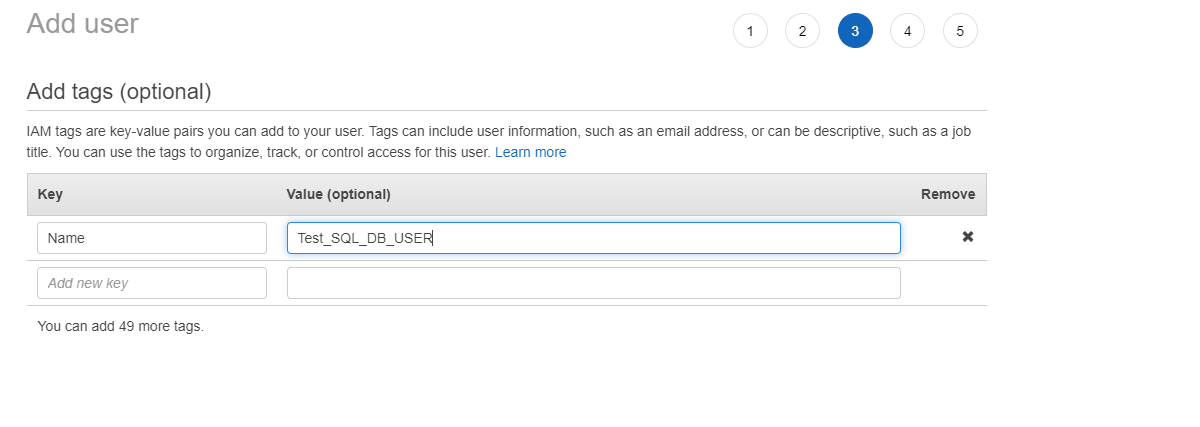 Add user
1 2 3 4 5
Add tags (optional)
IAM tags are key-value pairs you can add to your user. Tags can include user information, such as an email address, or can be descriptive, such as a job
title. You can use the tags to organize, track, or control access for this user. Learn more
Key Value (optional) Remove
Name Test_SQL_DB_USER
Add new key
You can add 49 more tags.